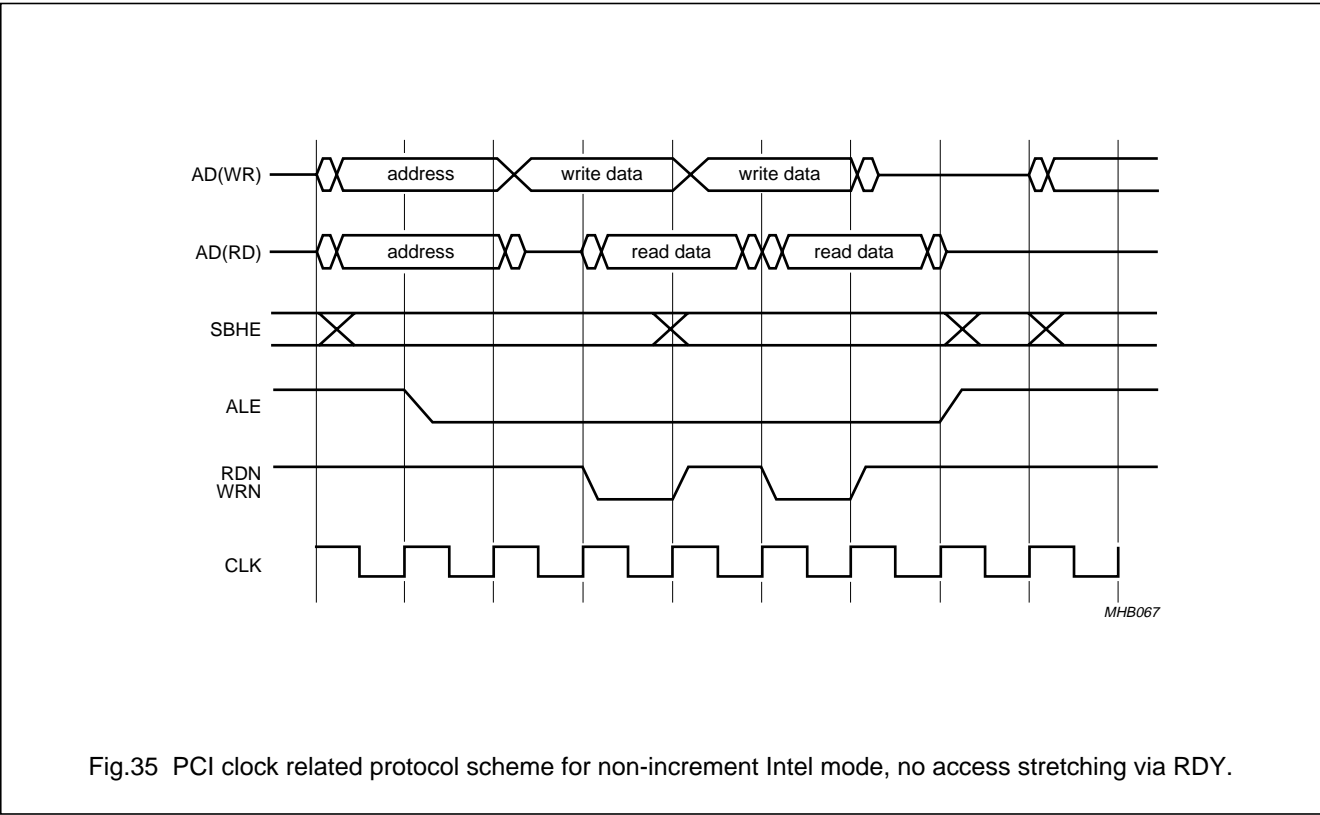 AD(WR) address write data write data
AD(RD) address read data read data
SBHE
ALE
RDN
WRN
CLK
MHB067
Fig.35 PCI clock related protocol scheme for non-increment Intel mode, no access stretching via RDY.